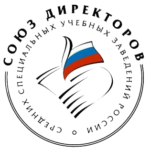 СОЮЗ ДИРЕКТОРОВ
СРЕДНИХ СПЕЦИАЛЬНЫХ УЧЕБНЫХ ЗАВЕДЕНИЙ РОССИИ